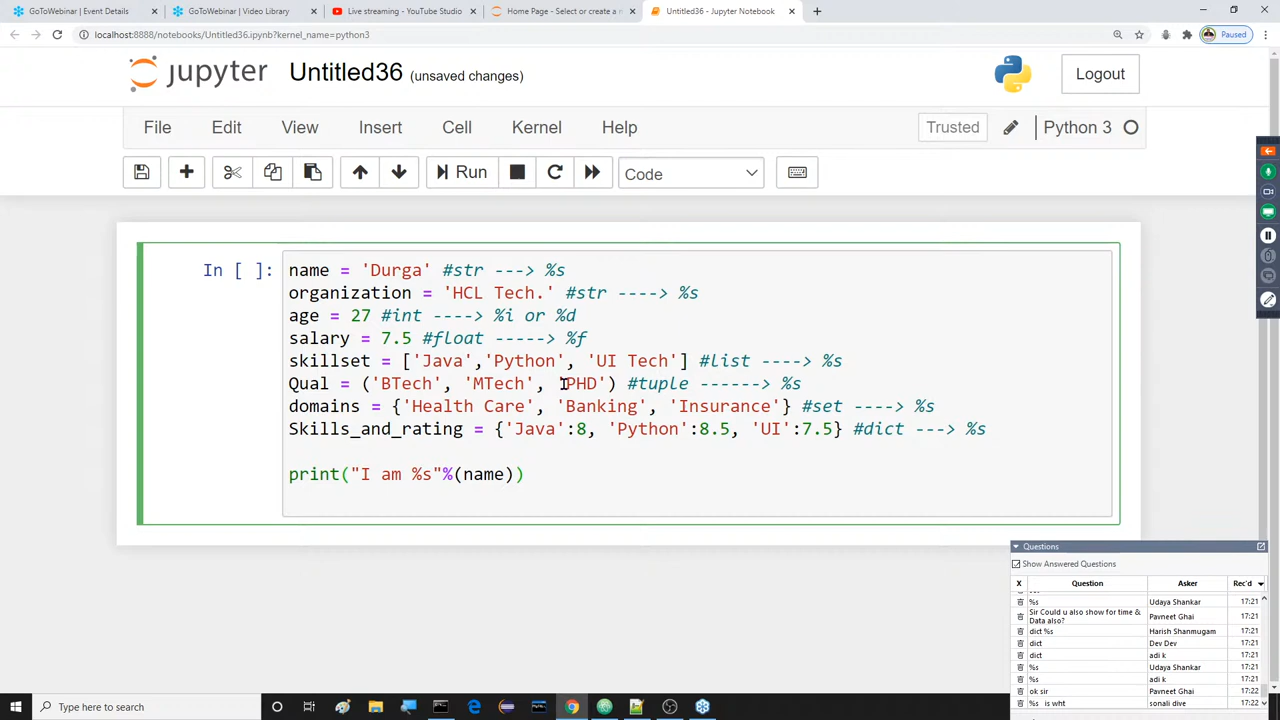 GoToWebinar | Event Details
GoToWebinar | Video Library
Live streaming - YouTube Studio
Home Page - Select or create a n
Untitled36 - Jupyter Notebook
localhost:8888/notebooks/Untitled36.ipynb?kernel_name=python3
Paused
jupyter Untitled36 (unsaved changes)
Logout
File Edit View Insert Cell Kernel Help
Trusted Python 3
Run Code
In [ ]:
name = 'Durga' #str ---> %s
organization = 'HCL Tech.' #str ----> %s
age = 27 #int ----> %i or %d
salary = 7.5 #float -----> %f
skillset = ['Java','Python', 'UI Tech'] #list ----> %s
Qual = ('BTech', 'MTech', 'PHD') #tuple ------> %s
domains = {'Health Care', 'Banking', 'Insurance'} #set ----> %s
Skills_and_rating = {'Java':8, 'Python':8.5, 'UI':7.5} #dict ---> %s
print("I am %s"%(name))
Questions
Show Answered Questions
X Question Asker Rec'd
%s Udaya Shankar 17:21
Sir Could u also show for time & Data also? Pavneet Ghai 17:21
dict %s Harish Shanmugam 17:21
dict Dev Dev 17:21
dict adi k 17:21
%s Udaya Shankar 17:21
%s adi k 17:21
ok sir Pavneet Ghai 17:22
%s is wht sonali dive 17:22
Type here to search